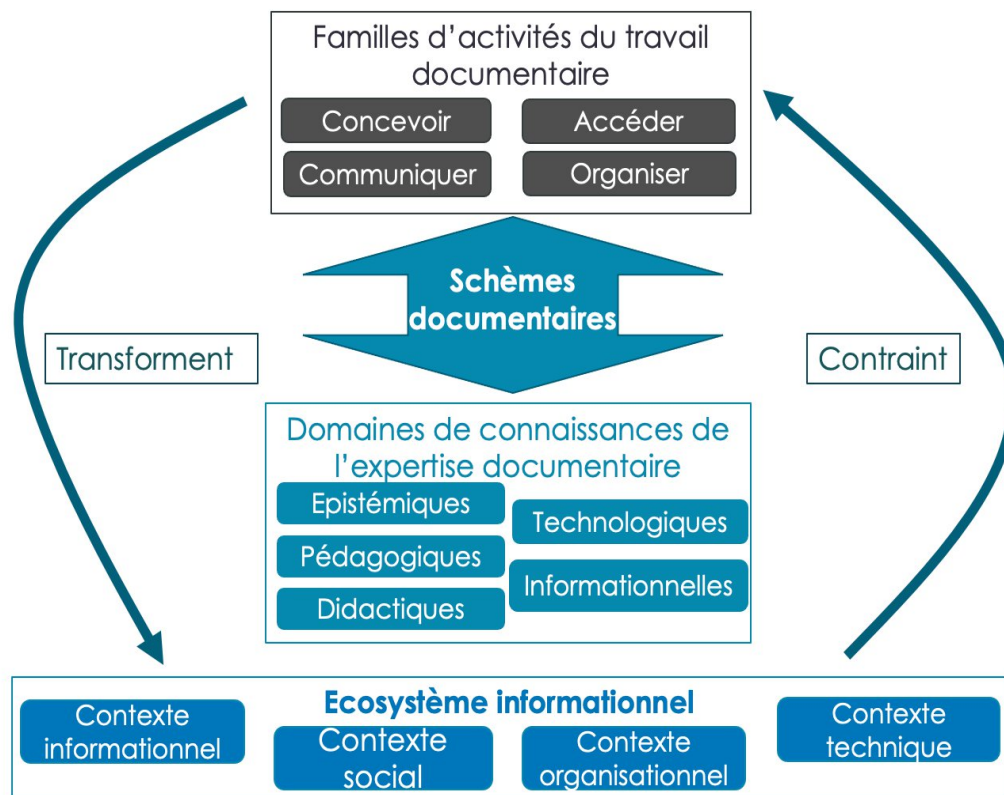 Familles d'activités du travail
documentaire
Concevoir
Accéder
Communiquer
Organiser
Schèmes
documentaires
Transforment
Contraint
Domaines de connaissances de
l'expertise documentaire
Epistémiques
Technologiques
Pédagogiques
Informationnelles
Didactiques
Ecosystème informationnel
Contexte
informationnel
Contexte
social
Contexte
organisationnel
Contexte
technique